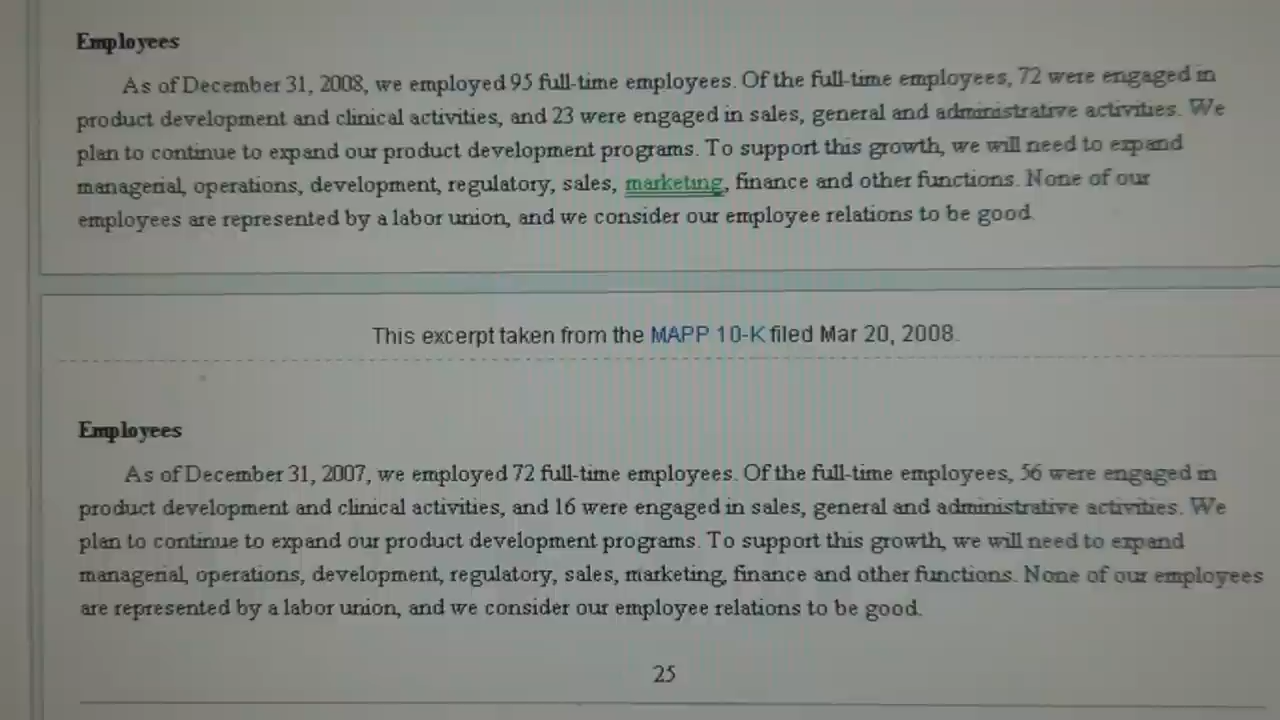 Employees
As of December 31, 2008, we employed 95 full-time employees. Of the full-time employees, 72 were engaged in
product development and clinical activities, and 23 were engaged in sales, general and administrative activities. We
plan to continue to expand our product development programs. To support this growth, we will need to expand
managerial, operations, development, regulatory, sales, marketing, finance and other functions. None of our
employees are represented by a labor union, and we consider our employee relations to be good.
This excerpt taken from the MAPP 10-K filed Mar 20, 2008.
Employees
As of December 31, 2007, we employed 72 full-time employees. Of the full-time employees, 56 were engaged in
product development and clinical activities, and 16 were engaged in sales, general and administrative activities. We
plan to continue to expand our product development programs. To support this growth, we will need to expand
managerial, operations, development, regulatory, sales, marketing, finance and other functions. None of our employees
are represented by a labor union, and we consider our employee relations to be good.
25